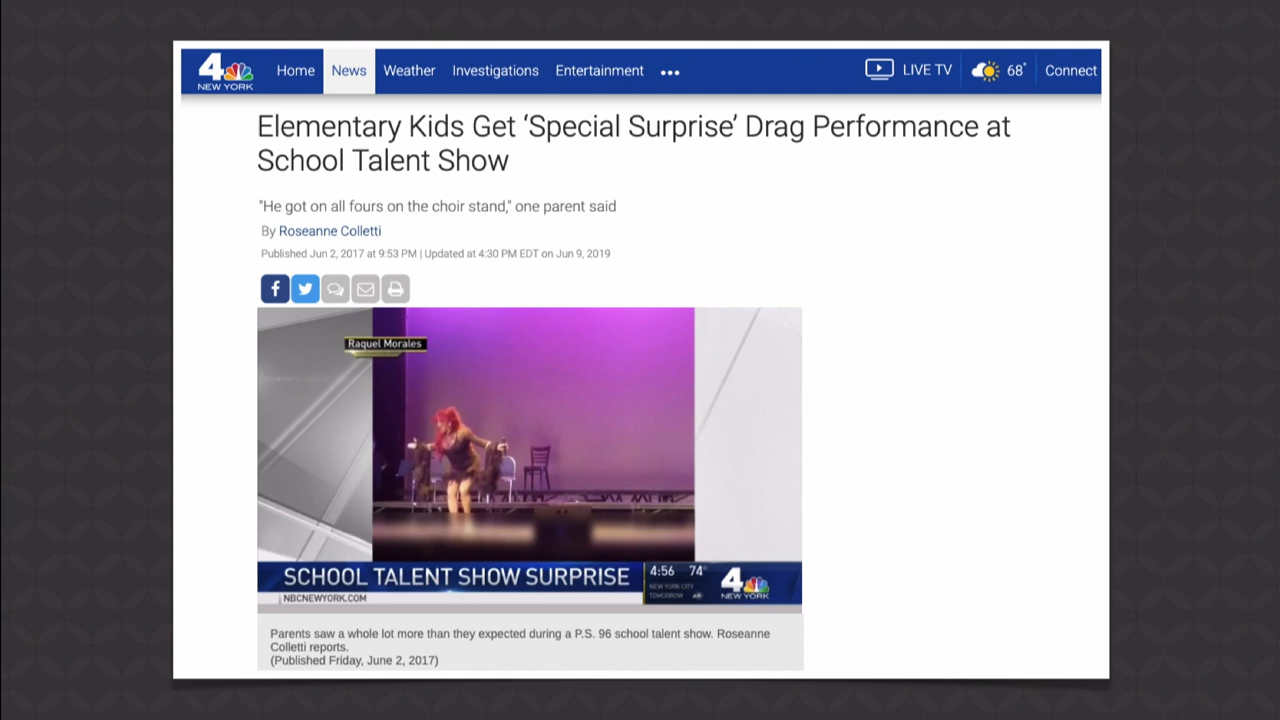 4
NEW YORK
Home News Weather Investigations Entertainment ••• LIVE TV 68° Connect
Elementary Kids Get ‘Special Surprise’ Drag Performance at
School Talent Show
"He got on all fours on the choir stand," one parent said
By Roseanne Colletti
Published Jun 2, 2017 at 9:53 PM | Updated at 4:30 PM EDT on Jun 9, 2019
Raquel Morales
SCHOOL TALENT SHOW SURPRISE
NBCNEWYORK.COM
4:56 74°
NEW YORK CITY
TOMORROW
4
NEW YORK
Parents saw a whole lot more than they expected during a P.S. 96 school talent show. Roseanne
Colletti reports.
(Published Friday, June 2, 2017)